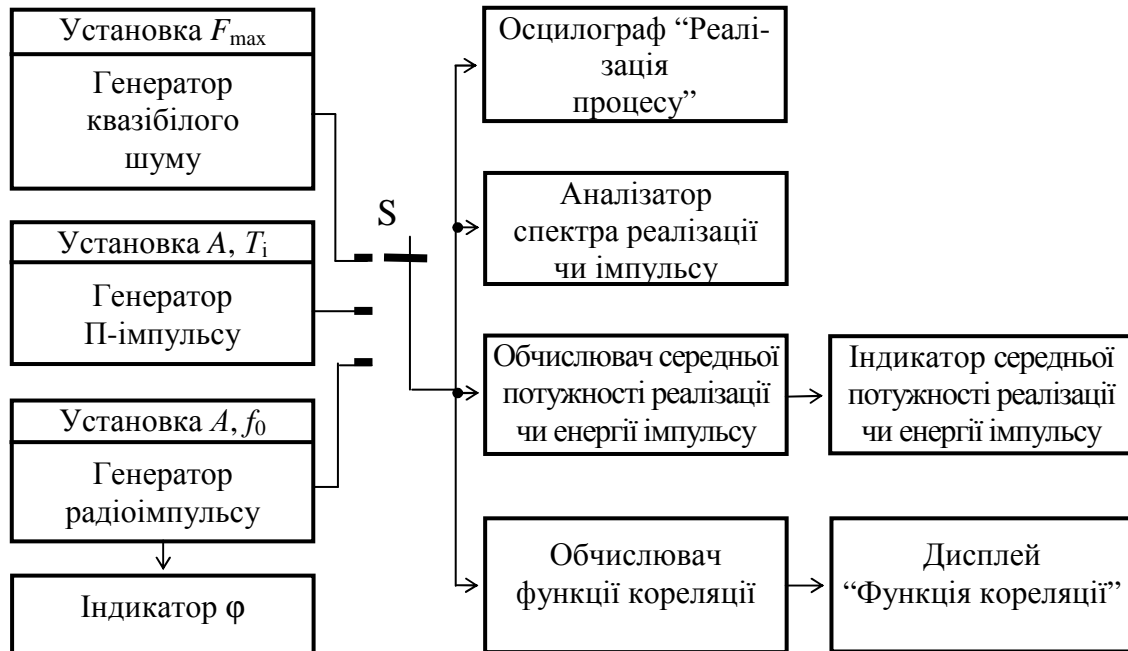 Установка Fmax
Генератор
квазібілого
шуму
Установка A, Ti
Генератор
П-імпульсу
Установка A, f0
Генератор
радіоімпульсу
Індикатор φ
S
Осцилограф “Реалі-
зація
процесу”
Аналізатор
спектра реалізації
чи імпульсу
Обчислювач середньої
потужності реалізації
чи енергії імпульсу
Індикатор середньої
потужності реалізації
чи енергії імпульсу
Обчислювач
функції кореляції
Дисплей
“Функція кореляції”